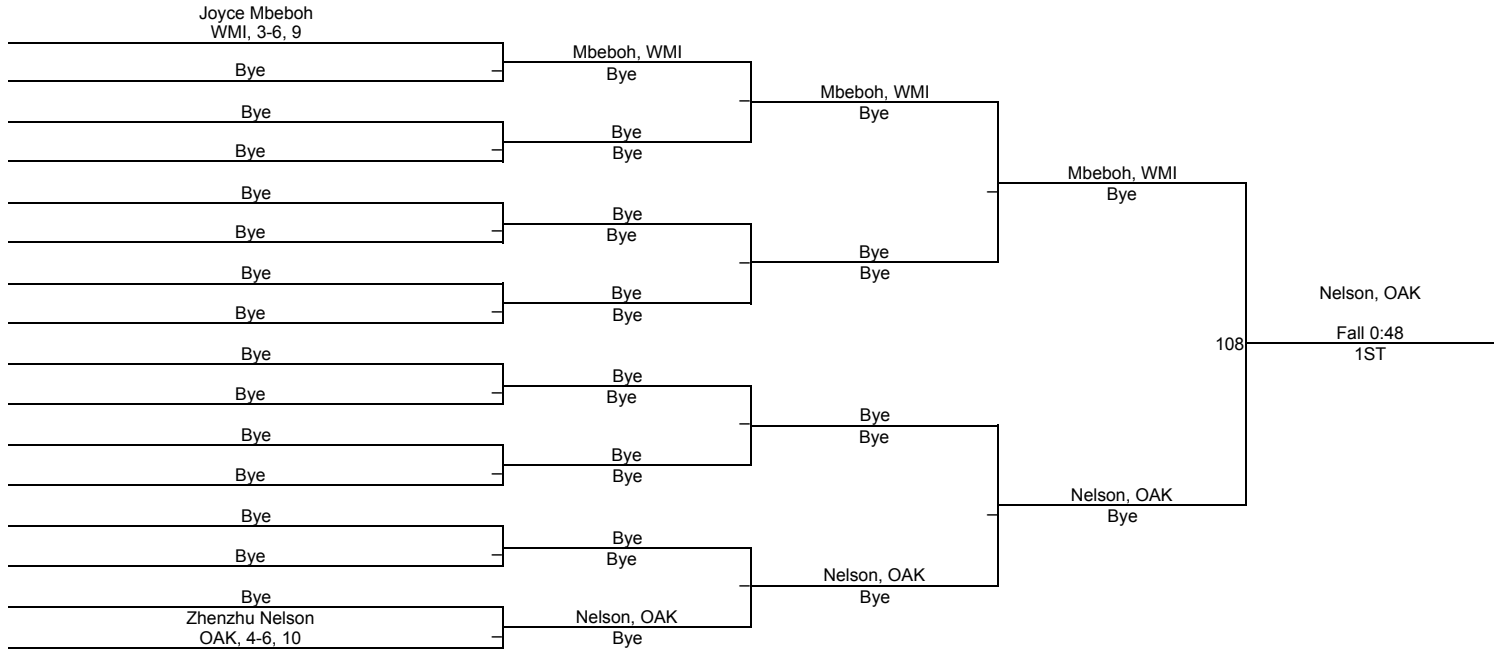 Joyce Mbeboh
WMI, 3-6, 9
Bye
Bye
Bye
Bye
Bye
Bye
Bye
Bye
Bye
Bye
Bye
Bye
Bye
Bye
Zhenzhu Nelson
OAK, 4-6, 10
Mbeboh, WMI
Bye
Bye
Bye
Bye
Bye
Bye
Bye
Bye
Bye
Bye
Bye
Bye
Bye
Nelson, OAK
Bye
Mbeboh, WMI
Bye
Bye
Bye
Bye
Bye
Nelson, OAK
Bye
Mbeboh, WMI
Bye
Nelson, OAK
Bye
108
Nelson, OAK
Fall 0:48
1ST